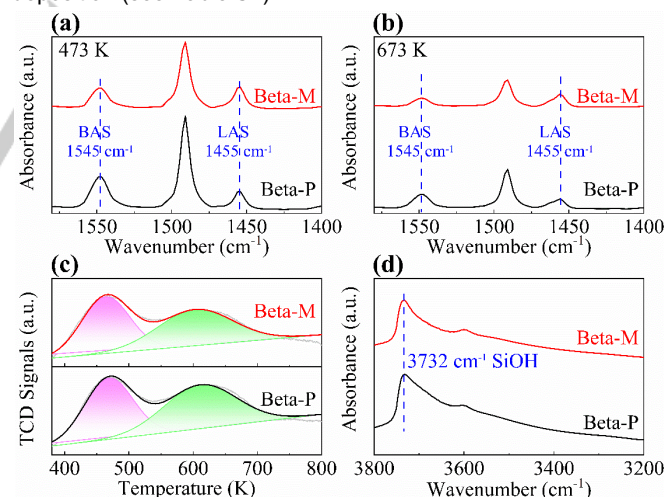 (a)
473 K
Beta-M
BAS
1545 cm⁻¹
LAS
1455 cm⁻¹
Beta-P
Absorbance (a.u.)
1550 1500 1450 1400
Wavenumber (cm⁻¹)
(b)
673 K
Beta-M
BAS
1545 cm⁻¹
LAS
1455 cm⁻¹
Beta-P
Absorbance (a.u.)
1550 1500 1450 1400
Wavenumber (cm⁻¹)
(c)
Beta-M
Beta-P
TCD Signals (a.u.)
400 500 600 700 800
Temperature (K)
(d)
Beta-M
3732 cm⁻¹ SiOH
Beta-P
Absorbance (a.u.)
3800 3600 3400 3200
Wavenumber (cm⁻¹)